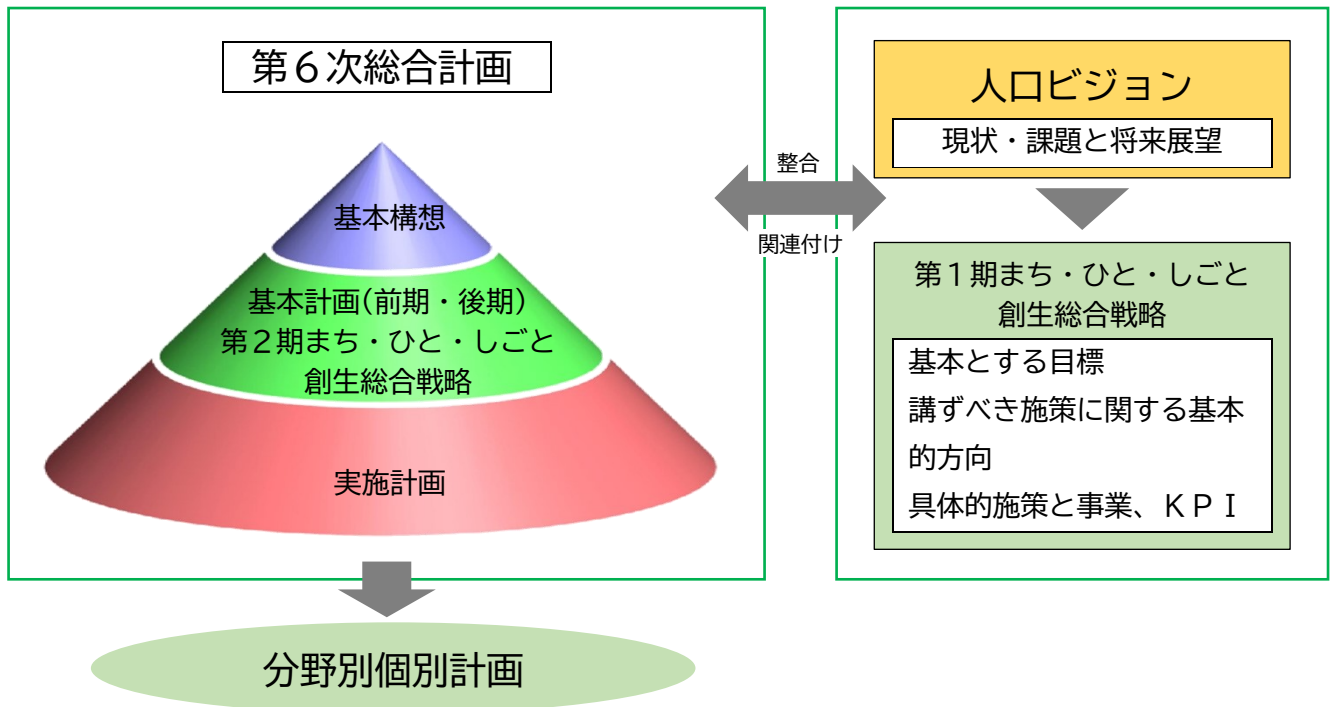 第６次総合計画
基本構想
基本計画(前期・後期)
第２期まち・ひと・しごと
創生総合戦略
実施計画
分野別個別計画
整合
関連付け
人口ビジョン
現状・課題と将来展望
第１期まち・ひと・しごと
創生総合戦略
基本とする目標
講ずべき施策に関する基本
的方向
具体的施策と事業、ＫＰＩ